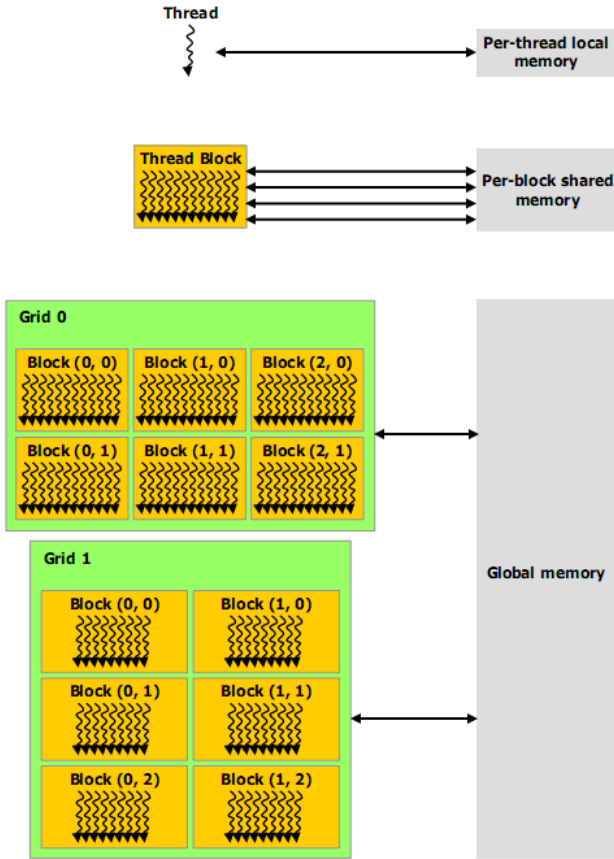 Thread
Per-thread local
memory
Thread Block
Per-block shared
memory
Grid 0
Block (0, 0) Block (1, 0) Block (2, 0)
Block (0, 1) Block (1, 1) Block (2, 1)
Grid 1
Block (0, 0) Block (1, 0)
Block (0, 1) Block (1, 1)
Block (0, 2) Block (1, 2)
Global memory